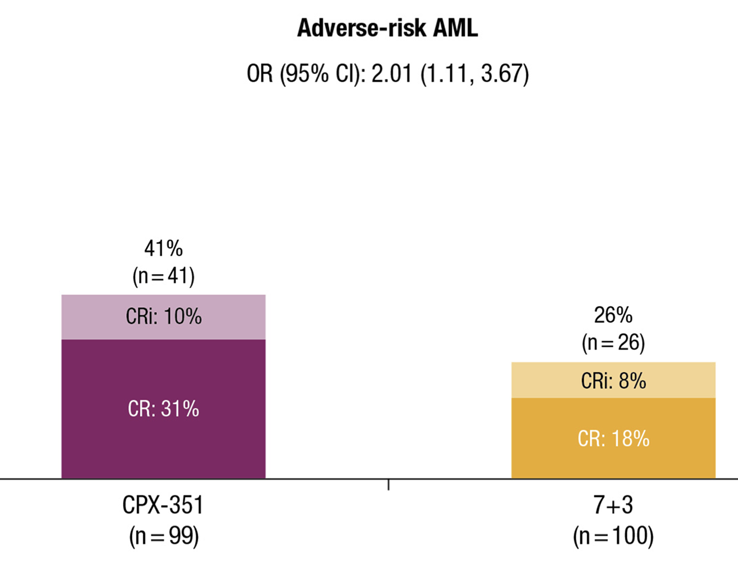 Adverse-risk AML
OR (95% CI): 2.01 (1.11, 3.67)
41%
(n=41)
CRi: 10%
CR: 31%
26%
(n=26)
CRi: 8%
CR: 18%
CPX-351
(n=99)
7+3
(n=100)